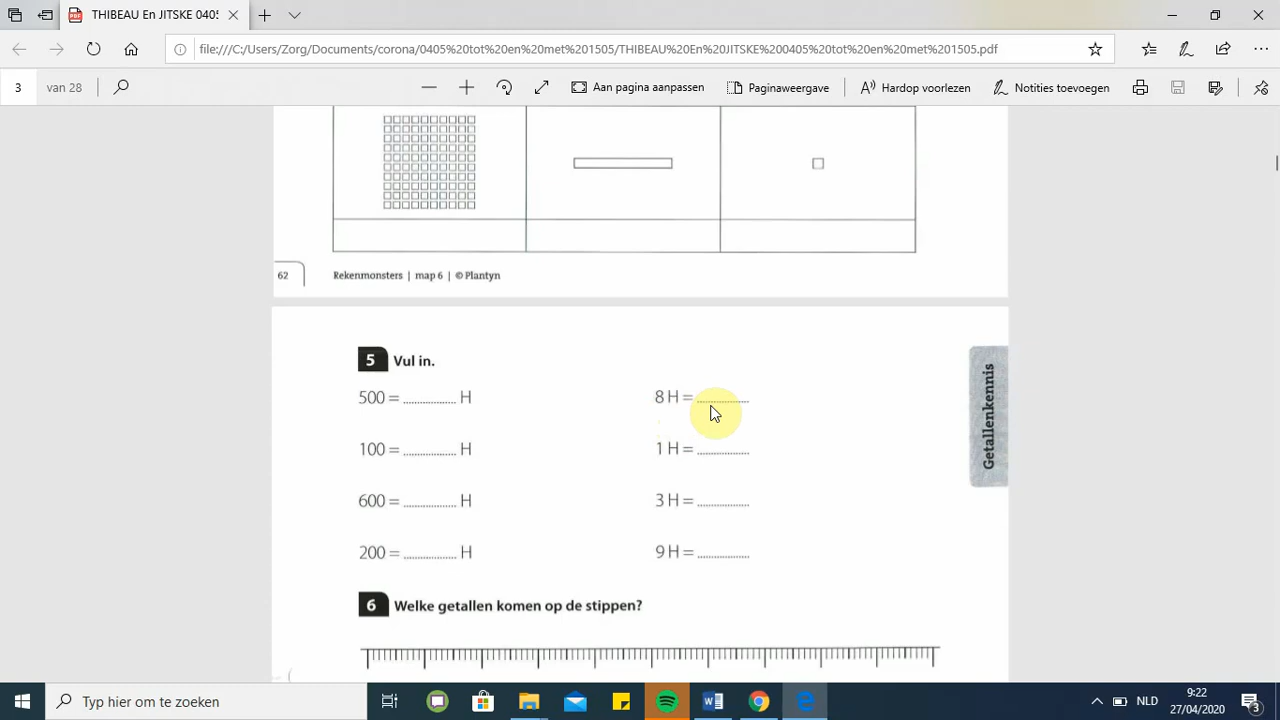 THIBEAU En JITSKE 0405
file:///C:/Users/Zorg/Documents/corona/0405%20tot%20en%20met%201505/THIBEAU%20En%20JITSKE%200405%20tot%20en%20met%201505.pdf
3 van 28 Aan pagina aanpassen Paginaweergave Hardop voorlezen Notities toevoegen
62 Rekenmonsters | map 6 | © Plantyn
5 Vul in.
500 = ................ H 8 H = ................
100 = ................ H 1 H = ................
600 = ................ H 3 H = ................
200 = ................ H 9 H = ................
Getallenkennis
6 Welke getallen komen op de stippen?
Typ hier om te zoeken
NLD
9:22
27/04/2020
3